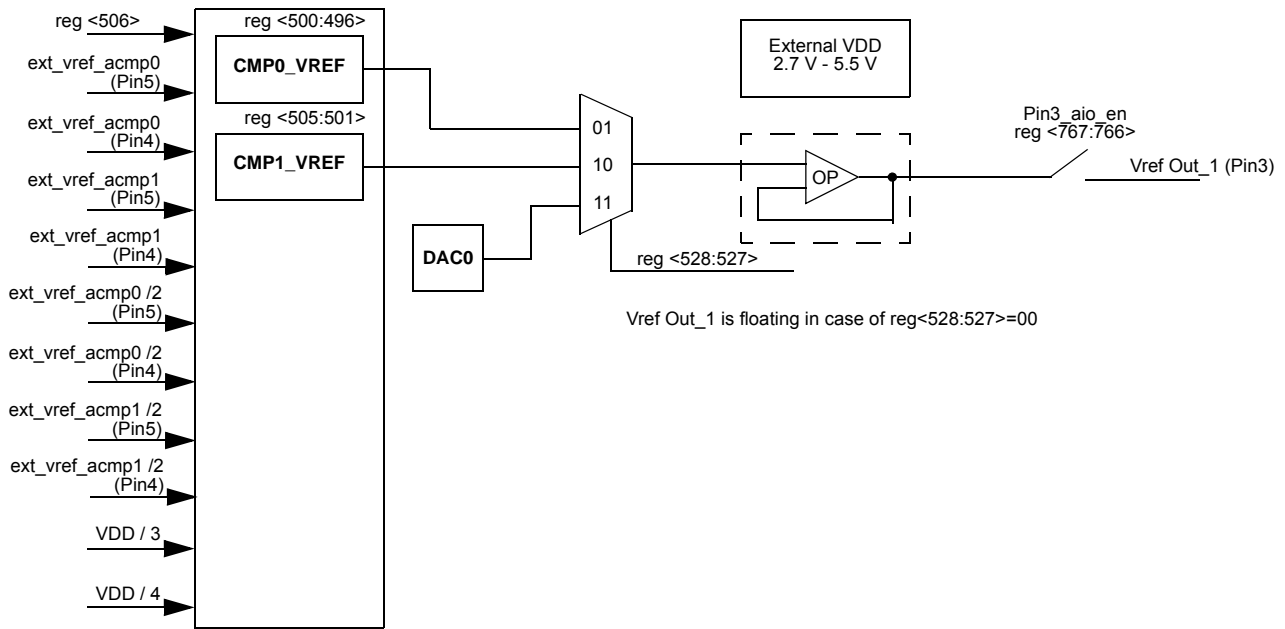 reg <506>
ext_vref_acmp0
(Pin5)
ext_vref_acmp0
(Pin4)
ext_vref_acmp1
(Pin5)
ext_vref_acmp1
(Pin4)
ext_vref_acmp0 /2
(Pin5)
ext_vref_acmp0 /2
(Pin4)
ext_vref_acmp1 /2
(Pin5)
ext_vref_acmp1 /2
(Pin4)
VDD / 3
VDD / 4
reg <500:496>
CMP0_VREF
reg <505:501>
CMP1_VREF
DAC0
01
10
11
reg <528:527>
External VDD
2.7 V - 5.5 V
OP
Pin3_aio_en
reg <767:766>
Vref Out_1 (Pin3)
Vref Out_1 is floating in case of reg<528:527>=00